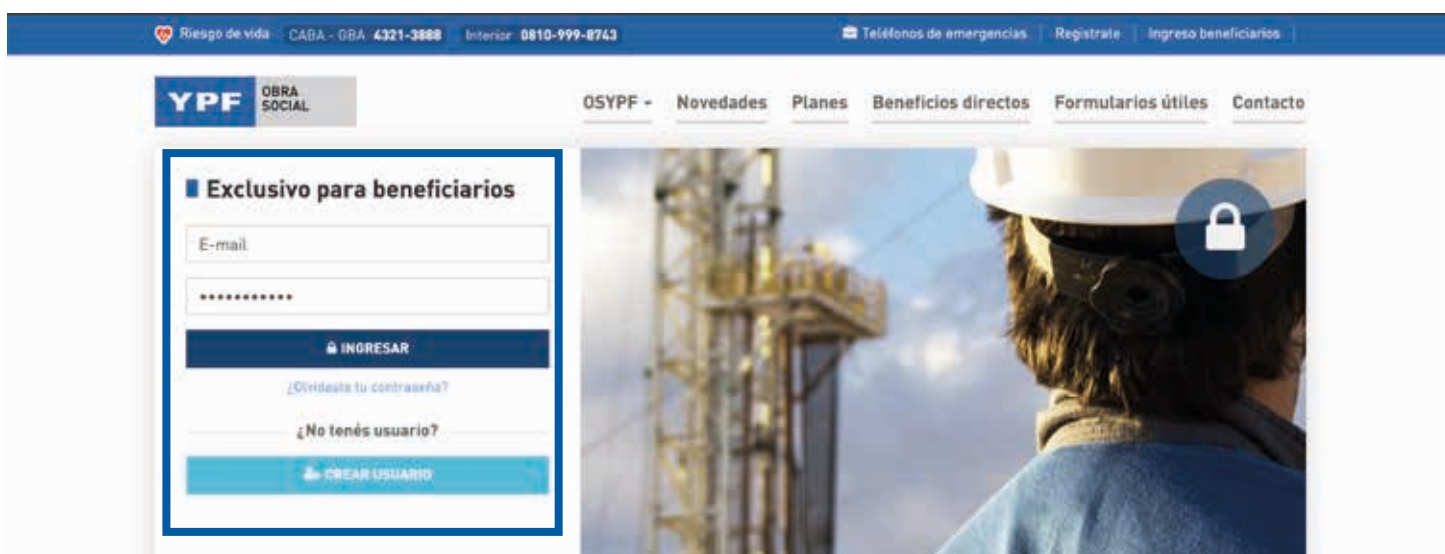 Riesgo de vida CABA - GBA 4321-3888 Interior 0810-999-8743 Teléfonos de emergencias Registrate Ingreso beneficiarios
YPF OBRA SOCIAL
OSYPF Novedades Planes Beneficios directos Formularios útiles Contacto
Exclusivo para beneficiarios
E-mail
•••••••••••
INGRESAR
¿Olvidaste tu contraseña?
¿No tenés usuario?
CREAR USUARIO